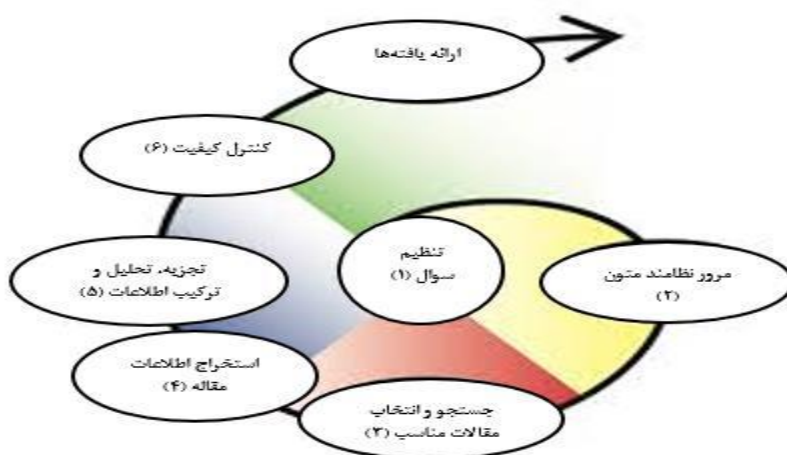 ارائه یافته‌ها
کنترل کیفیت (۶)
تنظیم
سوال (۱)
مرور نظامند متون
(۲)
تجزیه، تحلیل و
ترکیب اطلاعات (۵)
استخراج اطلاعات
مقاله (۴)
جستجو و انتخاب
مقالات مناسب (۳)